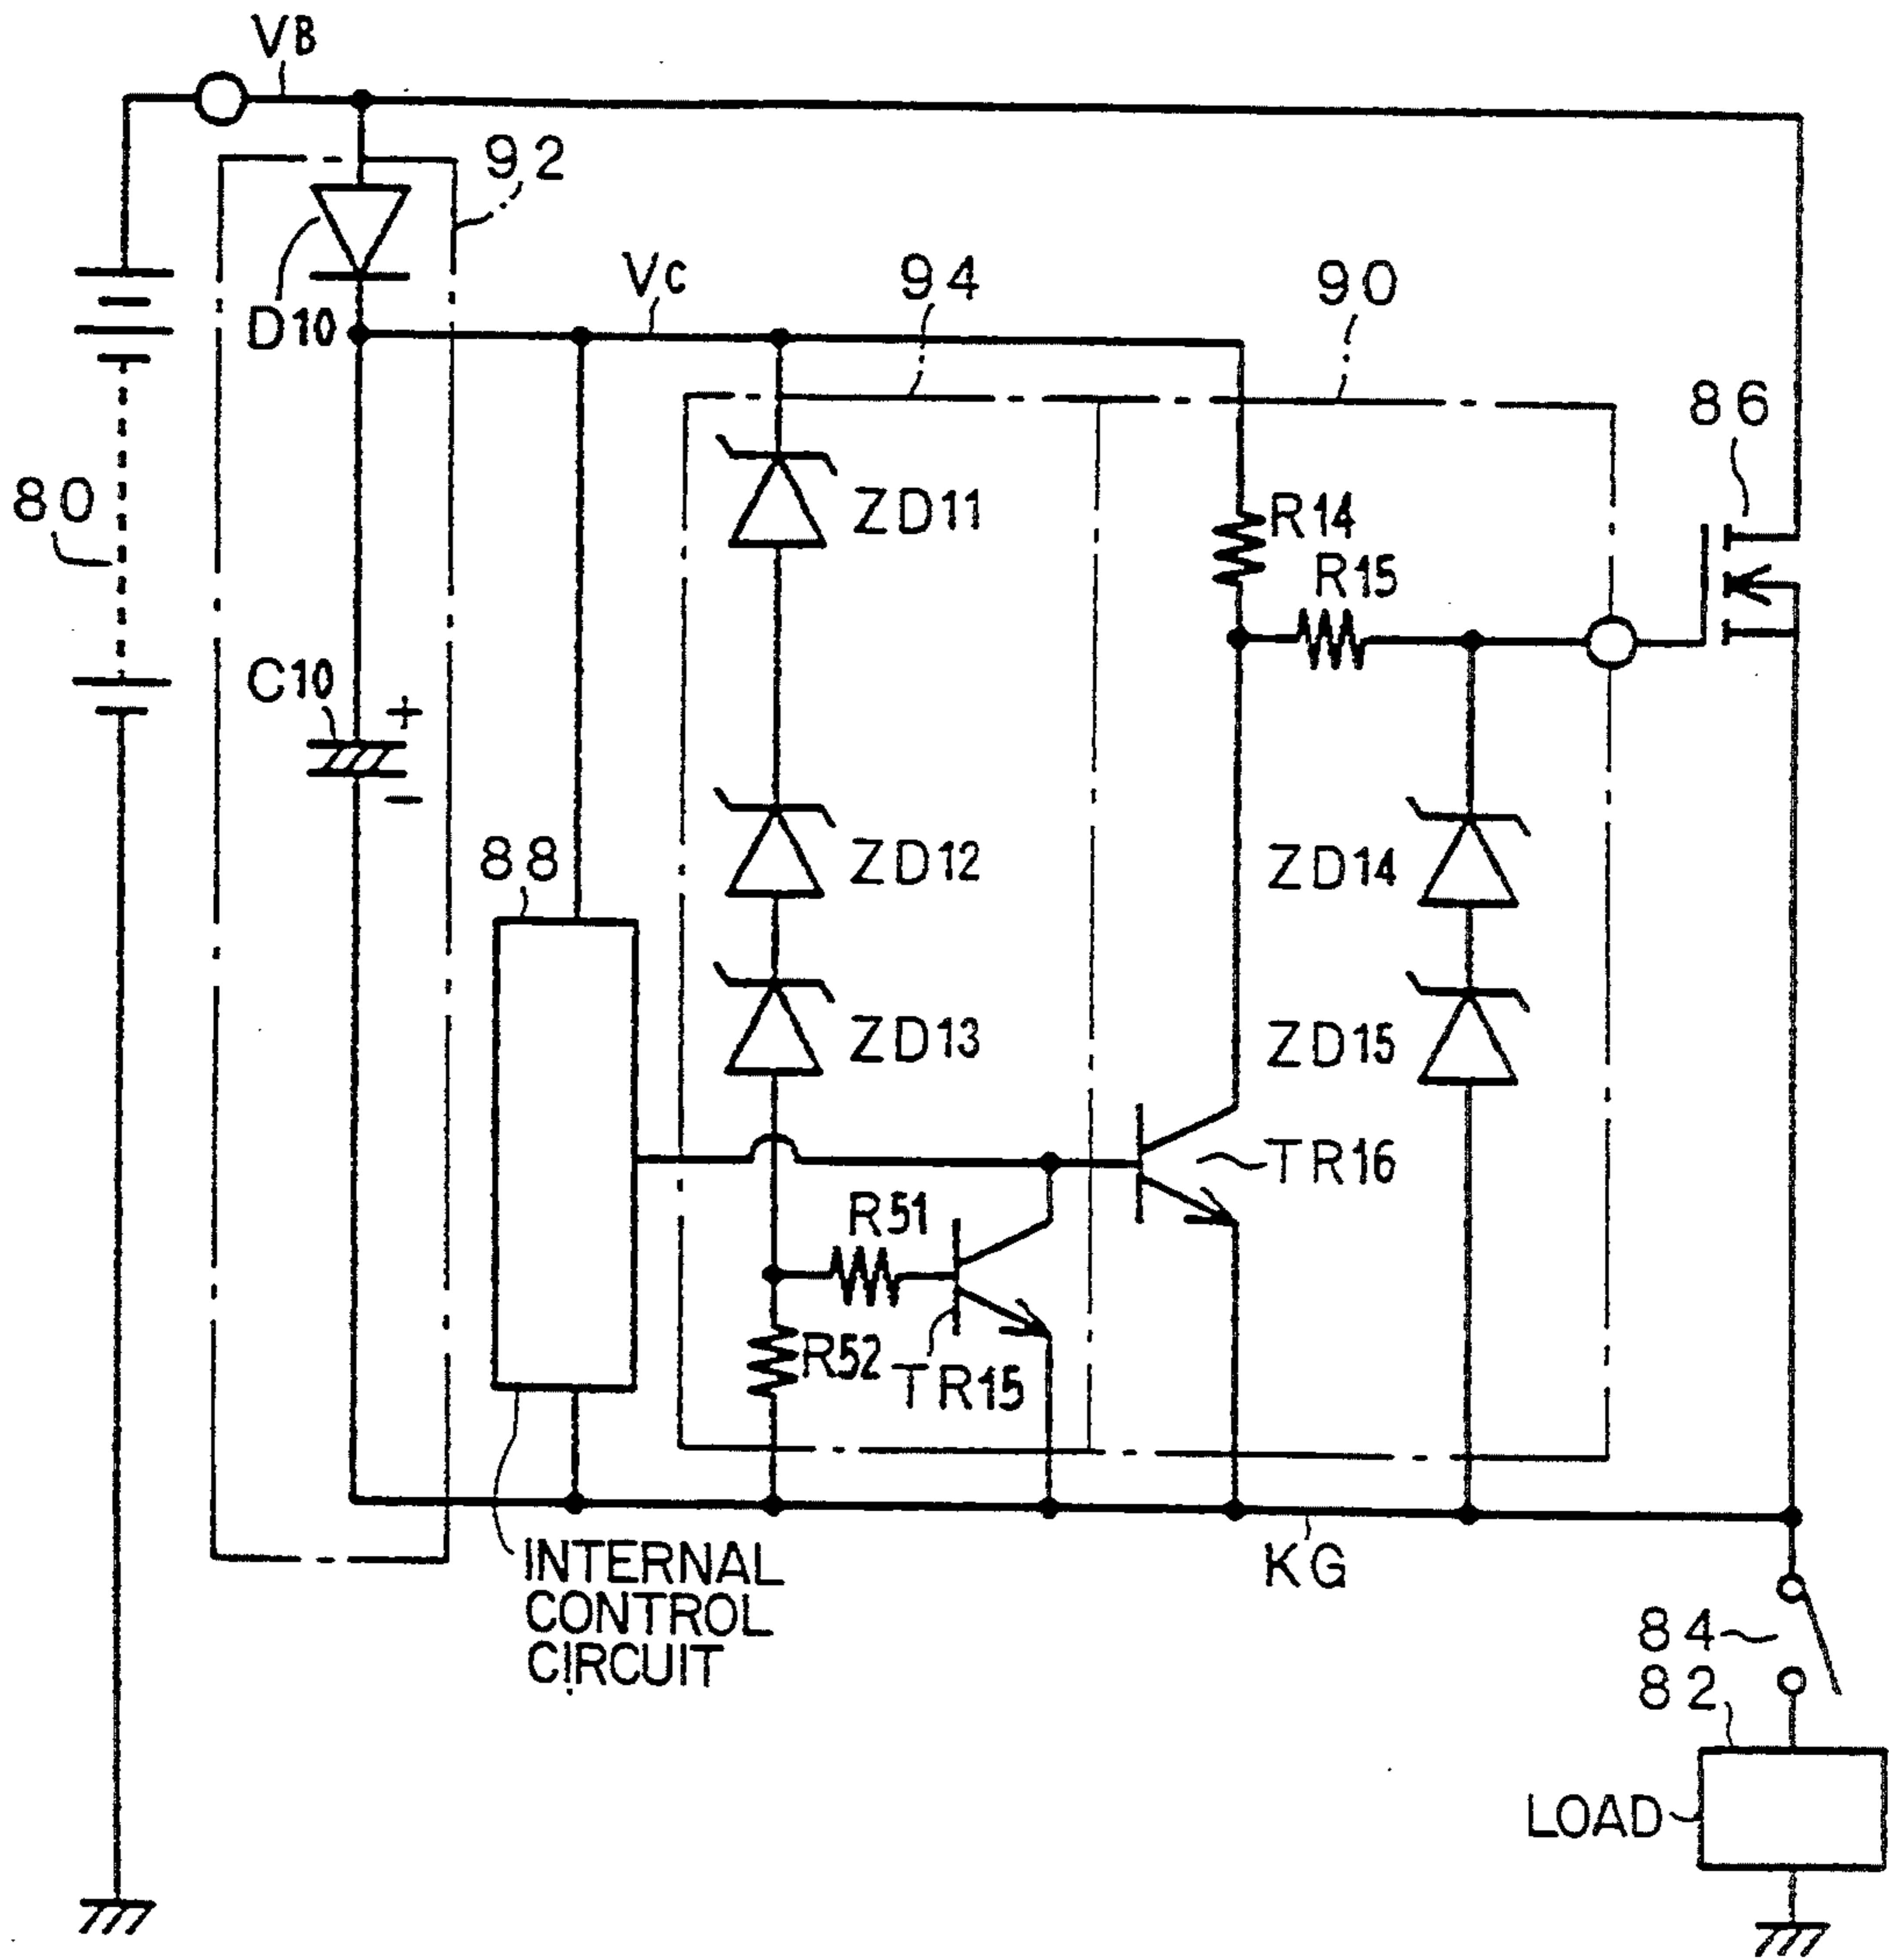 VB
92
D10
VC
94
90
86
80
ZD11
R14
R15
C10
+
−
88
ZD12
ZD14
ZD13
ZD15
TR16
R51
R52
TR15
INTERNAL
CONTROL
CIRCUIT
KG
84
82
LOAD